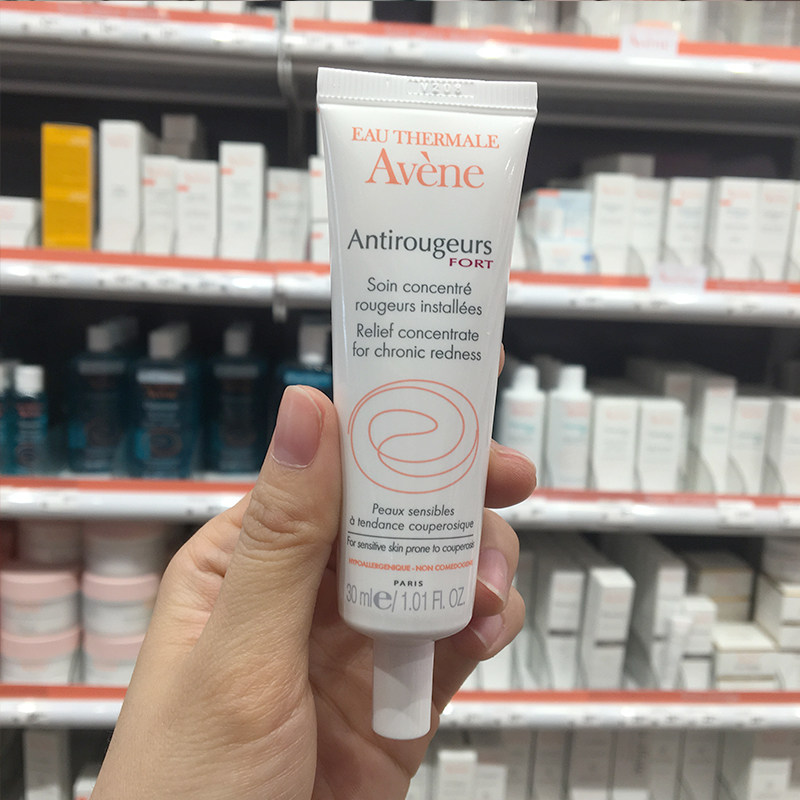 EAU THERMALE
Avène
Antirougeurs
FORT
Soin concentré
rougeurs installées
Relief concentrate
for chronic redness
Peaux sensibles
à tendance couperosique
For sensitive skin prone to couperose
HYPOALLERGENIQUE - NON COMEDOGENE
PARIS
30 ml e / 1.01 FL. OZ.